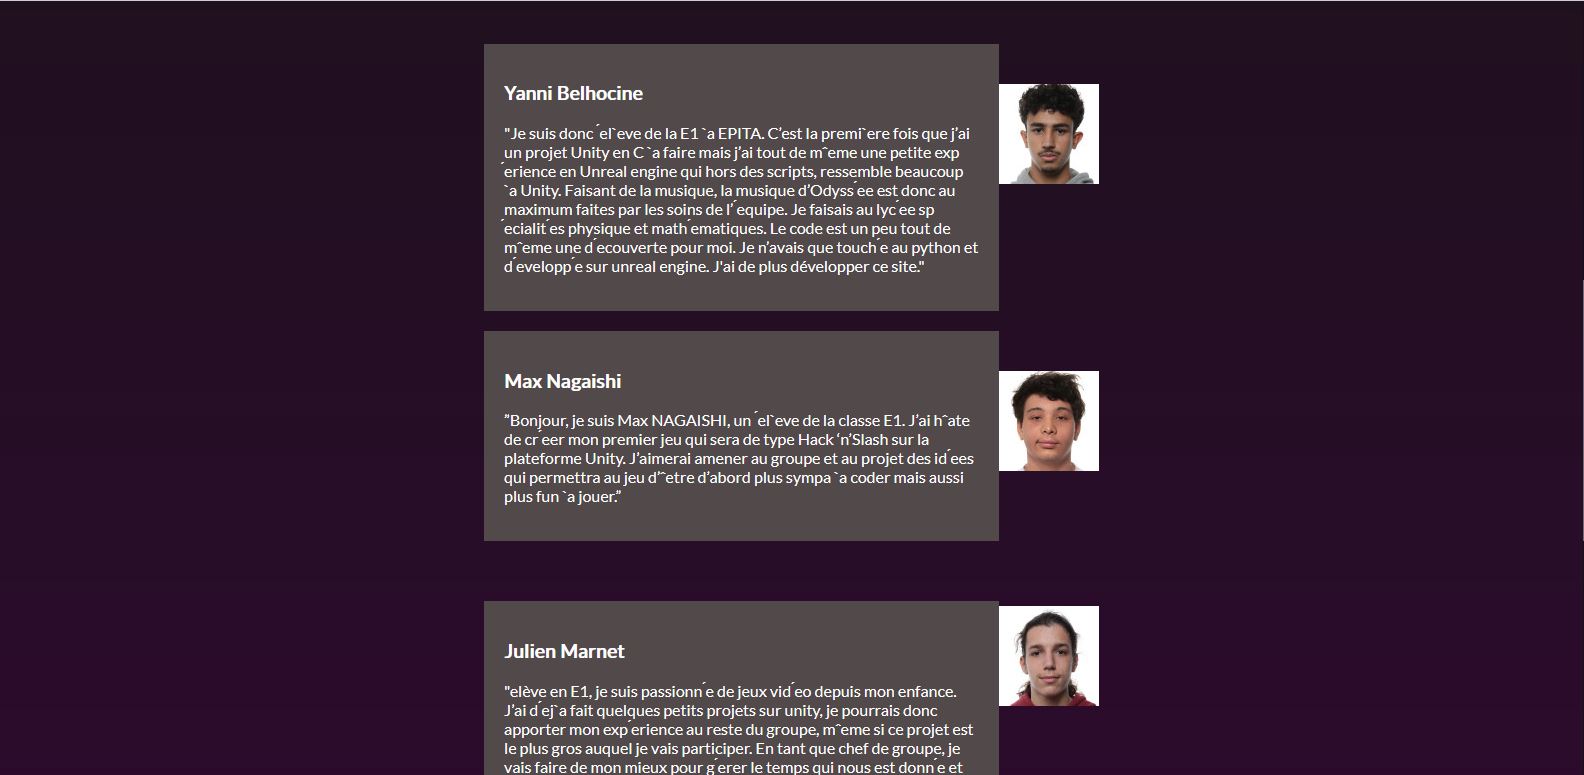 Yanni Belhocine
"Je suis donc ´el`eve de la E1 `a EPITA. C’est la premi`ere fois que j’ai
un projet Unity en C `a faire mais j’ai tout de mˆeme une petite exp
´erience en Unreal engine qui hors des scripts, ressemble beaucoup
`a Unity. Faisant de la musique, la musique d’Odyss´ee est donc au
maximum faites par les soins de l’´equipe. Je faisais au lyc´ee sp
´ecialit´es physique et math´ematiques. Le code est un peu tout de
mˆeme une d´ecouverte pour moi. Je n’avais que touch´e au python et
d´evelopp´e sur unreal engine. J'ai de plus développer ce site."
Max Nagaishi
”Bonjour, je suis Max NAGAISHI, un ´el`eve de la classe E1. J’ai hˆate
de cr´eer mon premier jeu qui sera de type Hack ‘n’Slash sur la
plateforme Unity. J’aimerai amener au groupe et au projet des id´ees
qui permettra au jeu d’ˆetre d’abord plus sympa `a coder mais aussi
plus fun `a jouer.”
Julien Marnet
"elève en E1, je suis passionn´e de jeux vid´eo depuis mon enfance.
J’ai d´ej`a fait quelques petits projets sur unity, je pourrais donc
apporter mon exp´erience au reste du groupe, mˆeme si ce projet est
le plus gros auquel je vais participer. En tant que chef de groupe, je
vais faire de mon mieux pour g´erer le temps qui nous est donn´e et